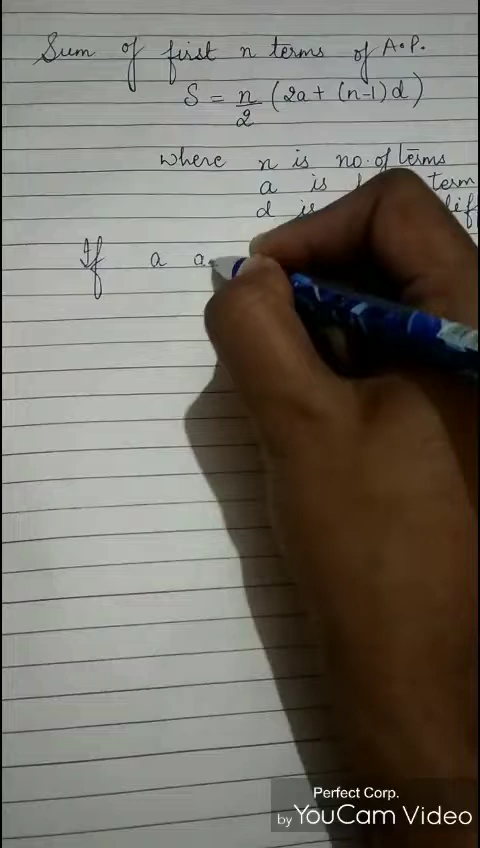 Sum of first n terms of A.P.
S = n/2 (2a + (n-1)d)
where n is no. of terms
a is term
d is
If a a
Perfect Corp.
by YouCam Video